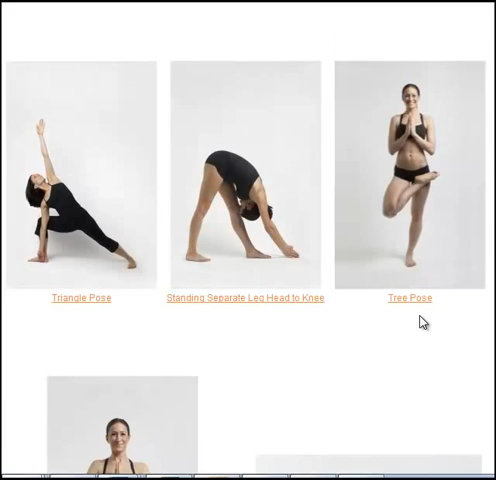 Triangle Pose
Standing Separate Leg Head to Knee
Tree Pose